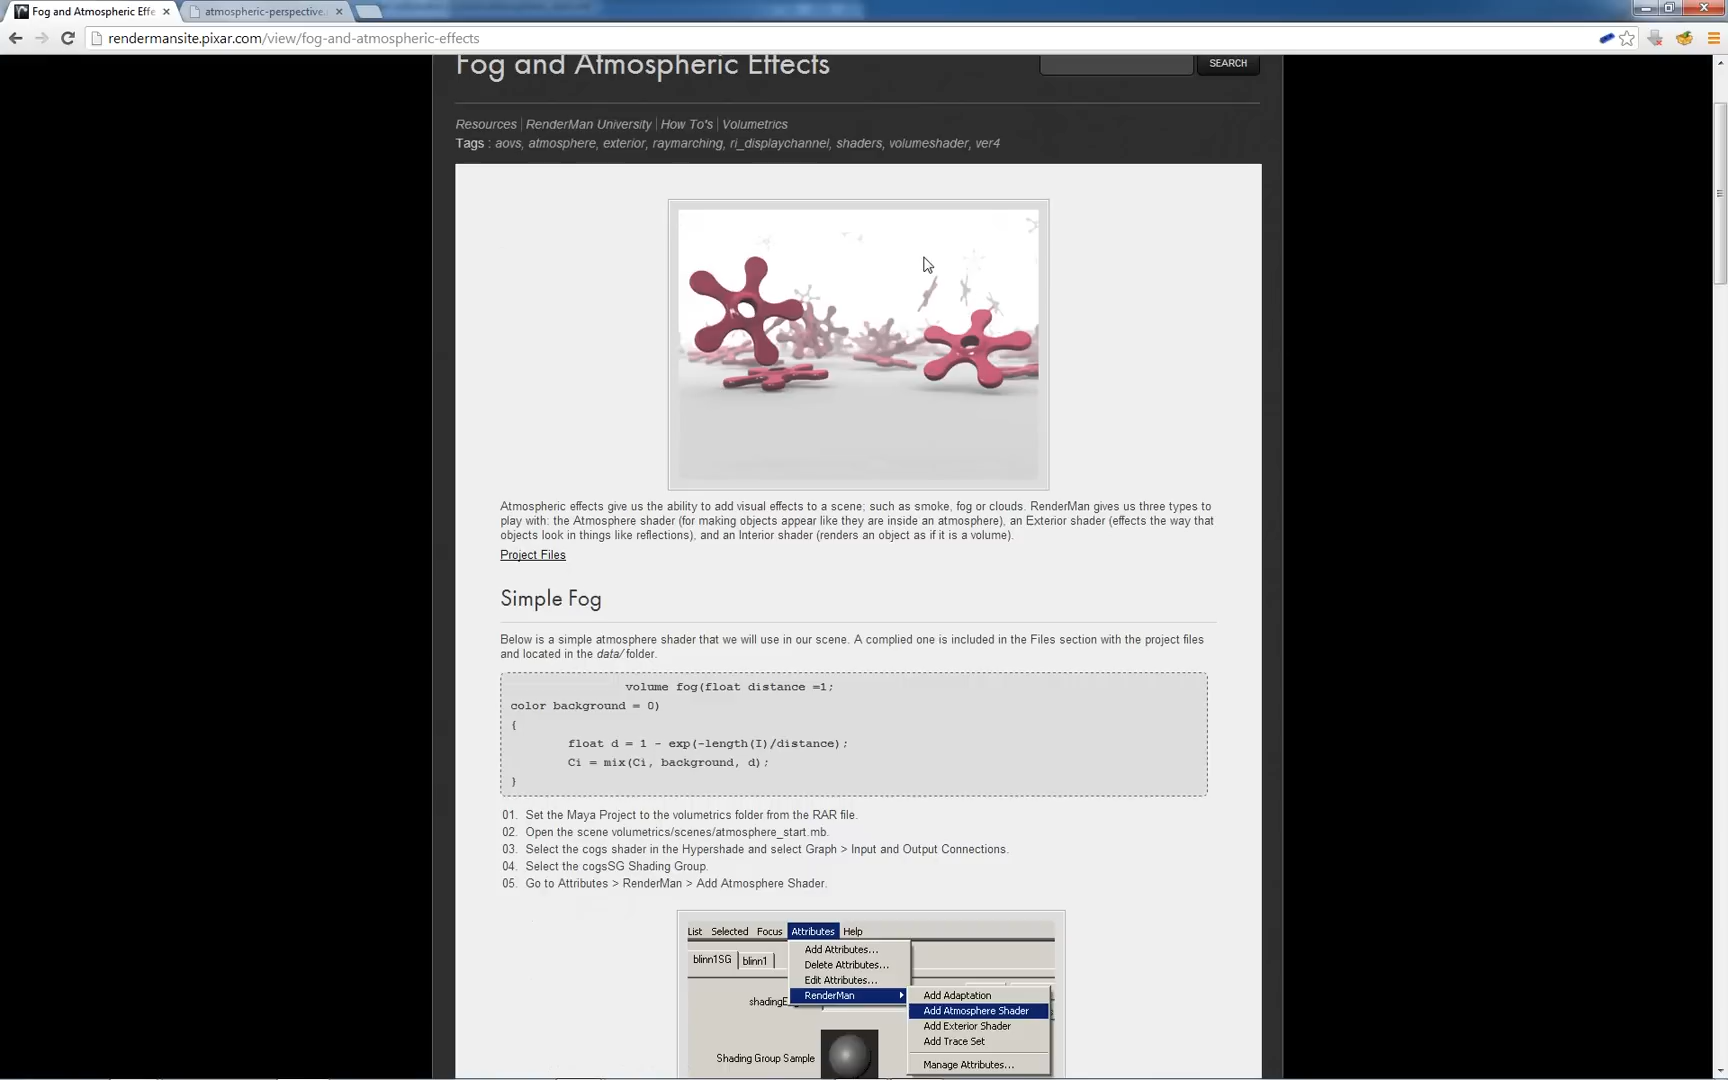 Fog and Atmospheric Effe
atmospheric-perspective.
rendermansite.pixar.com/view/fog-and-atmospheric-effects
Fog and Atmospheric Effects
SEARCH
Resources | RenderMan University | How To's | Volumetrics
Tags : aovs, atmosphere, exterior, raymarching, ri_displaychannel, shaders, volumeshader, ver4
Atmospheric effects give us the ability to add visual effects to a scene; such as smoke, fog or clouds. RenderMan gives us three types to
play with: the Atmosphere shader (for making objects appear like they are inside an atmosphere), an Exterior shader (effects the way that
objects look in things like reflections), and an Interior shader (renders an object as if it is a volume).
Project Files
Simple Fog
Below is a simple atmosphere shader that we will use in our scene. A complied one is included in the Files section with the project files
and located in the data/ folder.
volume fog(float distance =1;
color background = 0)
{
float d = 1 - exp(-length(I)/distance);
Ci = mix(Ci, background, d);
}
01. Set the Maya Project to the volumetrics folder from the RAR file.
02. Open the scene volumetrics/scenes/atmosphere_start.mb.
03. Select the cogs shader in the Hypershade and select Graph > Input and Output Connections.
04. Select the cogsSG Shading Group.
05. Go to Attributes > RenderMan > Add Atmosphere Shader.
List Selected Focus Attributes Help
blinn1SG blinn1
Add Attributes...
Delete Attributes...
Edit Attributes...
RenderMan
shadingE
Add Adaptation
Add Atmosphere Shader
Add Exterior Shader
Add Trace Set
Manage Attributes...
Shading Group Sample